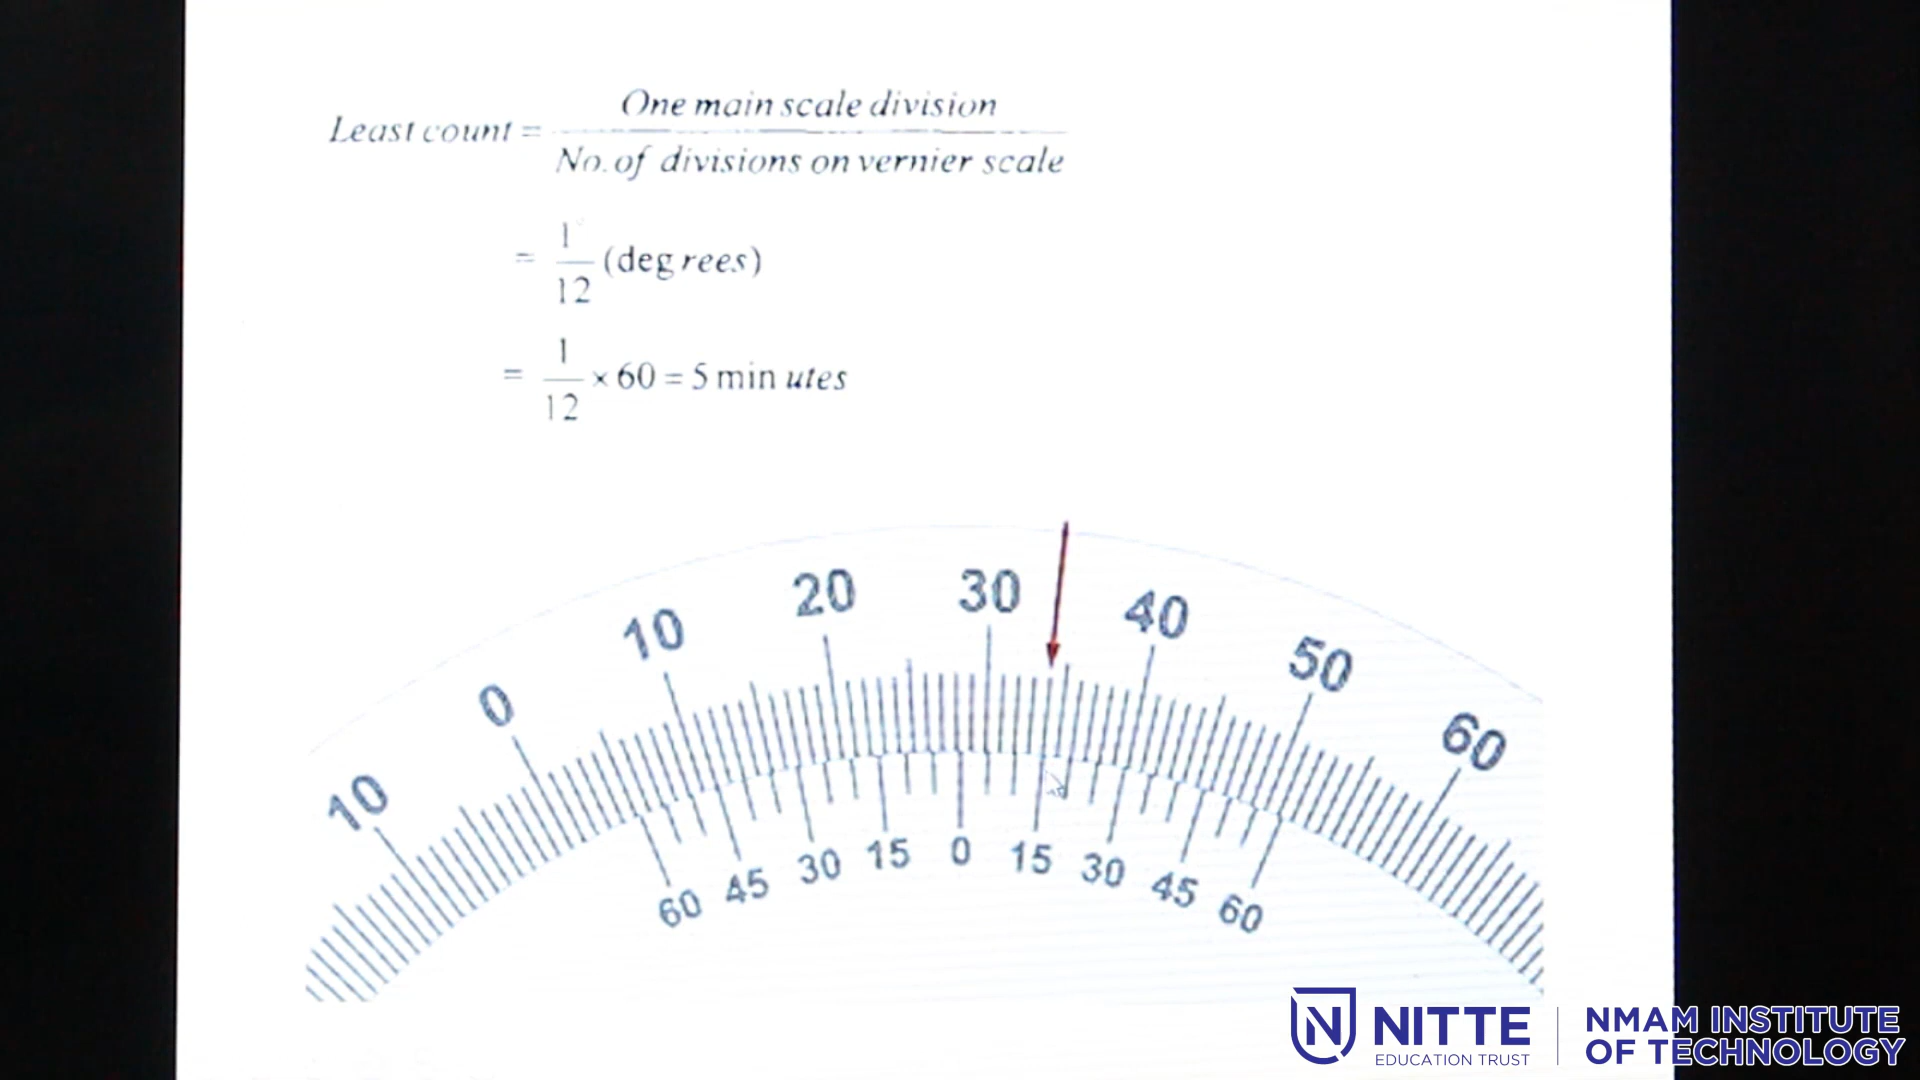 Least count = One main scale division / No. of divisions on vernier scale
= 1° / 12 (degrees)
= 1 / 12 × 60 = 5 minutes
10 0 10 20 30 40 50 60
60 45 30 15 0 15 30 45 60
NITTE
EDUCATION TRUST
NMAM INSTITUTE
OF TECHNOLOGY